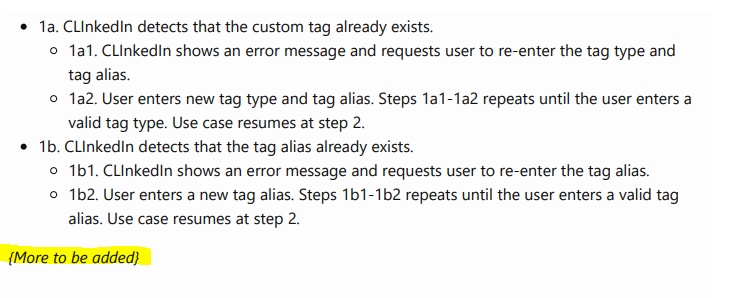 • 1a. CLInkedIn detects that the custom tag already exists.
○ 1a1. CLInkedIn shows an error message and requests user to re-enter the tag type and
tag alias.
○ 1a2. User enters new tag type and tag alias. Steps 1a1-1a2 repeats until the user enters a
valid tag type. Use case resumes at step 2.
• 1b. CLInkedIn detects that the tag alias already exists.
○ 1b1. CLInkedIn shows an error message and requests user to re-enter the tag alias.
○ 1b2. User enters a new tag alias. Steps 1b1-1b2 repeats until the user enters a valid tag
alias. Use case resumes at step 2.
{More to be added}